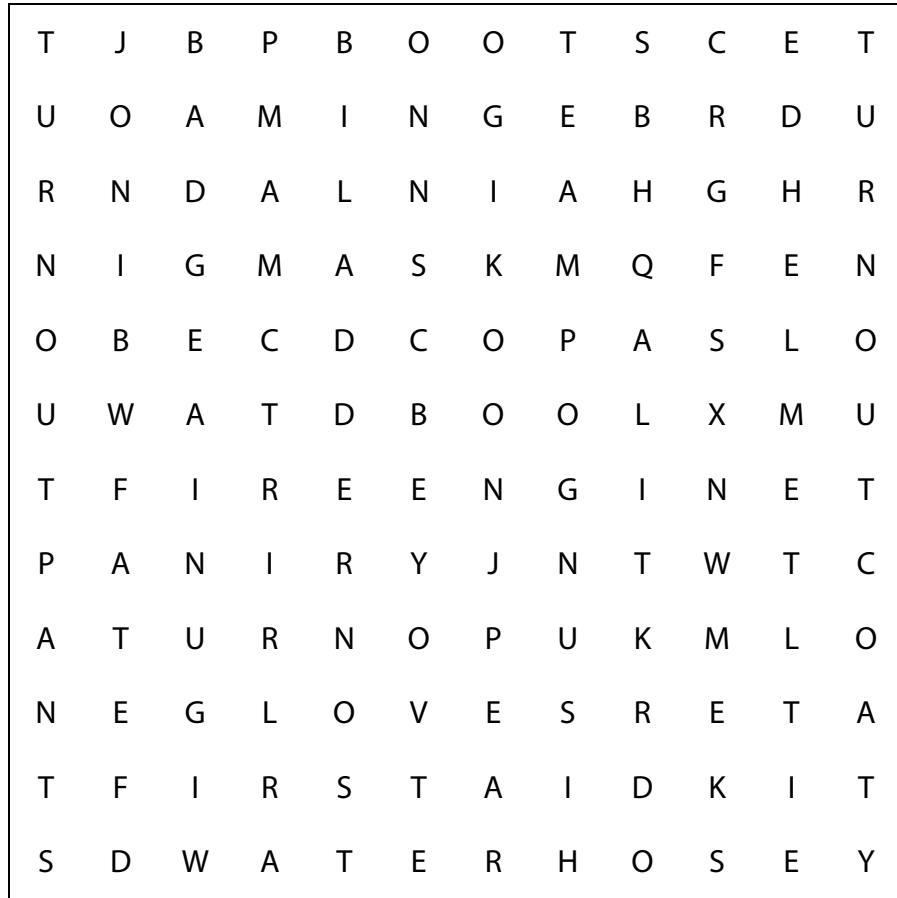 T J B P B O O T S C E T
U O A M I N G E B R D U
R N D A L N I A H G H R
N I G M A S K M Q F E N
O B E C D C O P A S L O
U W A T D B O O L X M U
T F I R E E N G I N E T
P A N I R Y J N T W T C
A T U R N O P U K M L O
N E G L O V E S R E T A
T F I R S T A I D K I T
S D W A T E R H O S E Y